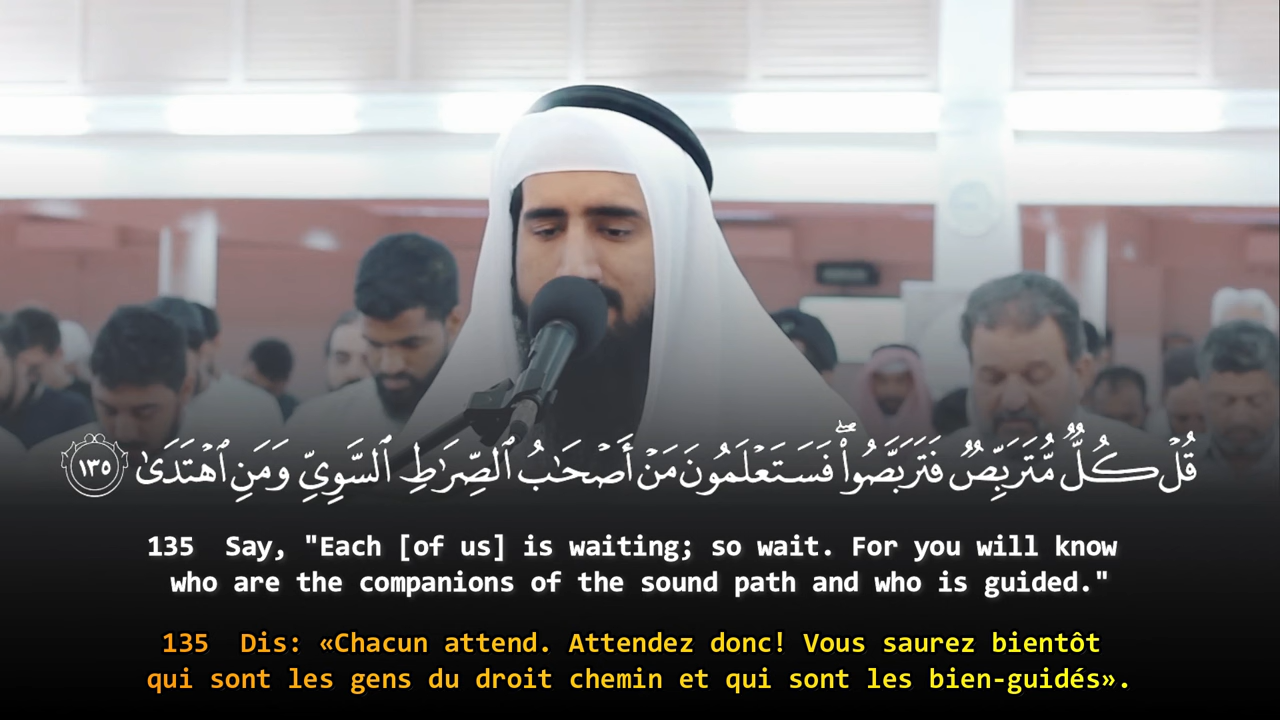 قُلْ كُلٌّ مُّتَرَبِّصٌ فَتَرَبَّصُوا۟ ۖ فَسَتَعْلَمُونَ مَنْ أَصْحَـٰبُ ٱلصِّرَٰطِ ٱلسَّوِىِّ وَمَنِ ٱهْتَدَىٰ ١٣٥
135 Say, "Each [of us] is waiting; so wait. For you will know
who are the companions of the sound path and who is guided."
135 Dis: «Chacun attend. Attendez donc! Vous saurez bientôt
qui sont les gens du droit chemin et qui sont les bien-guidés».